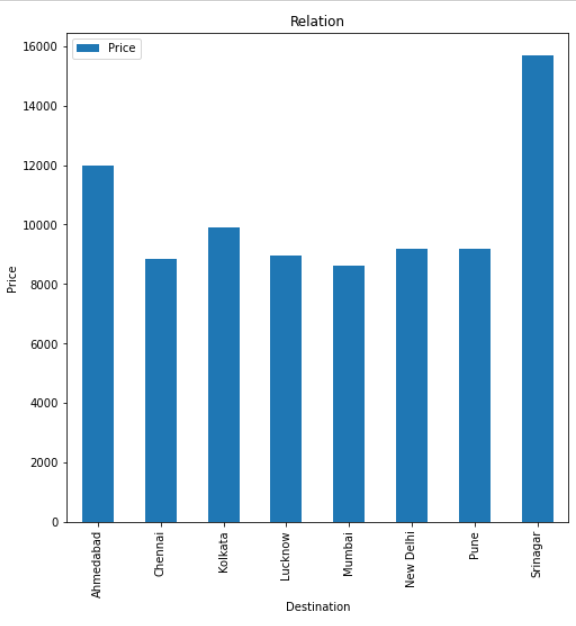 Relation
Price
16000
14000
12000
10000
8000
6000
4000
2000
0
Price
Ahmedabad
Chennai
Kolkata
Lucknow
Mumbai
New Delhi
Pune
Srinagar
Destination